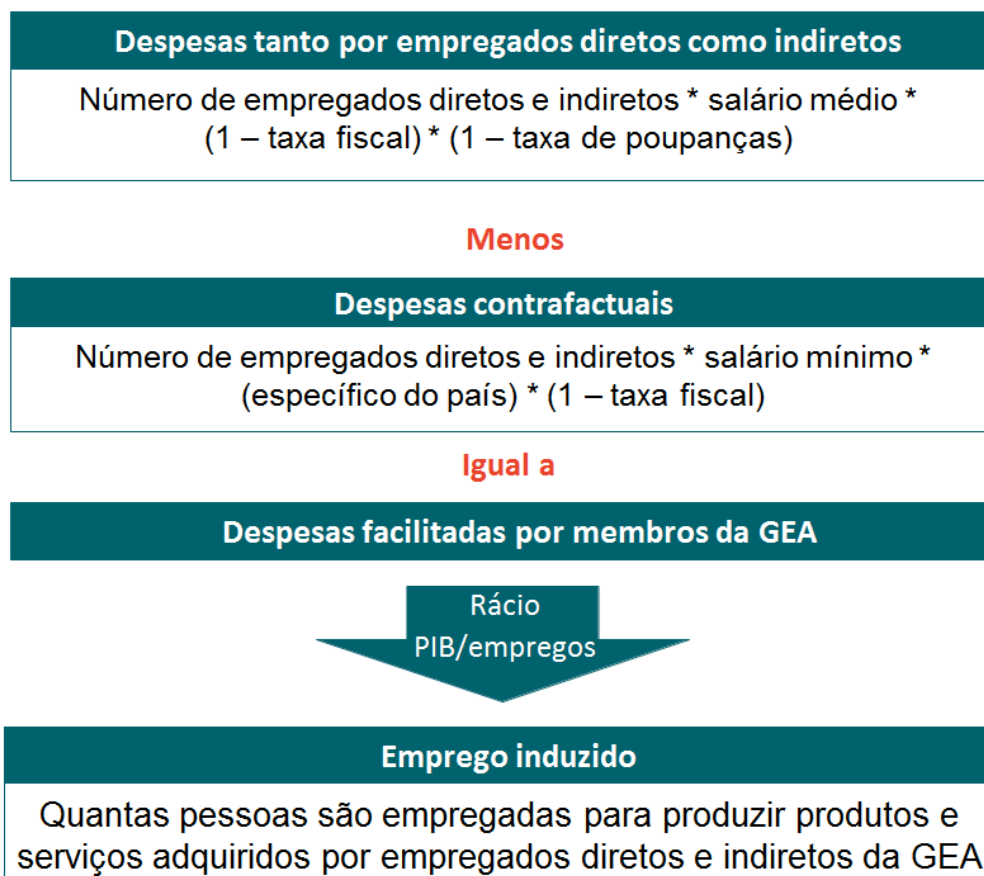 Despesas tanto por empregados diretos como indiretos
Número de empregados diretos e indiretos * salário médio *
(1 – taxa fiscal) * (1 – taxa de poupanças)
Menos
Despesas contrafactuais
Número de empregados diretos e indiretos * salário mínimo *
(específico do país) * (1 – taxa fiscal)
Igual a
Despesas facilitadas por membros da GEA
Rácio
PIB/empregos
Emprego induzido
Quantas pessoas são empregadas para produzir produtos e
serviços adquiridos por empregados diretos e indiretos da GEA